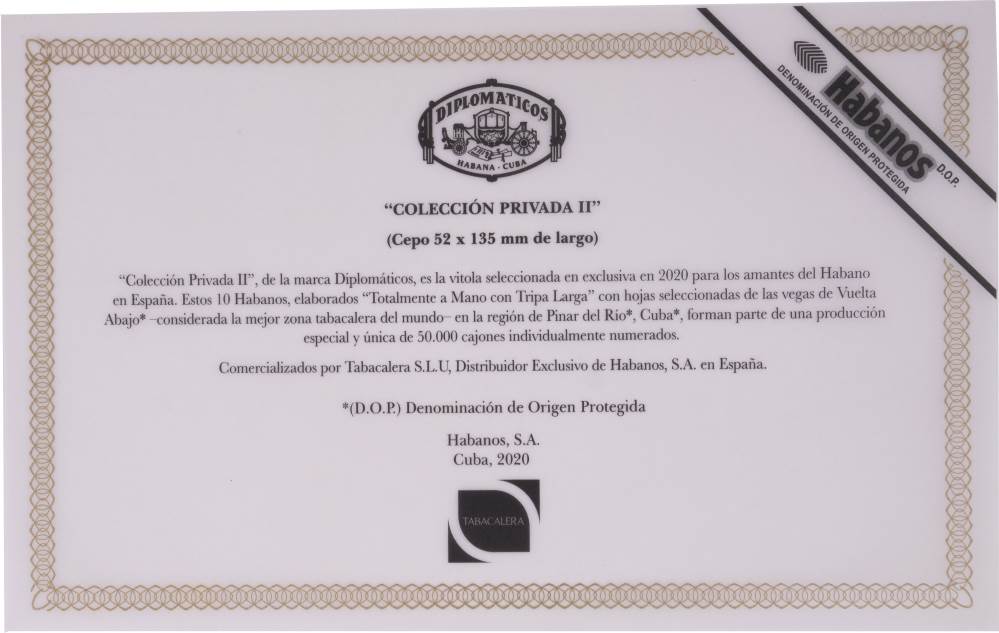 Habanos
D.O.P.
DENOMINACIÓN DE ORIGEN PROTEGIDA
DIPLOMATICOS
HABANA - CUBA
“COLECCIÓN PRIVADA II”
(Cepo 52 x 135 mm de largo)
“Colección Privada II”, de la marca Diplomáticos, es la vitola seleccionada en exclusiva en 2020 para los amantes del Habano
en España. Estos 10 Habanos, elaborados “Totalmente a Mano con Tripa Larga” con hojas seleccionadas de las vegas de Vuelta
Abajo* –considerada la mejor zona tabacalera del mundo– en la región de Pinar del Río*, Cuba*, forman parte de una producción
especial y única de 50.000 cajones individualmente numerados.
Comercializados por Tabacalera S.L.U, Distribuidor Exclusivo de Habanos, S.A. en España.
*(D.O.P.) Denominación de Origen Protegida
Habanos, S.A.
Cuba, 2020
TABACALERA